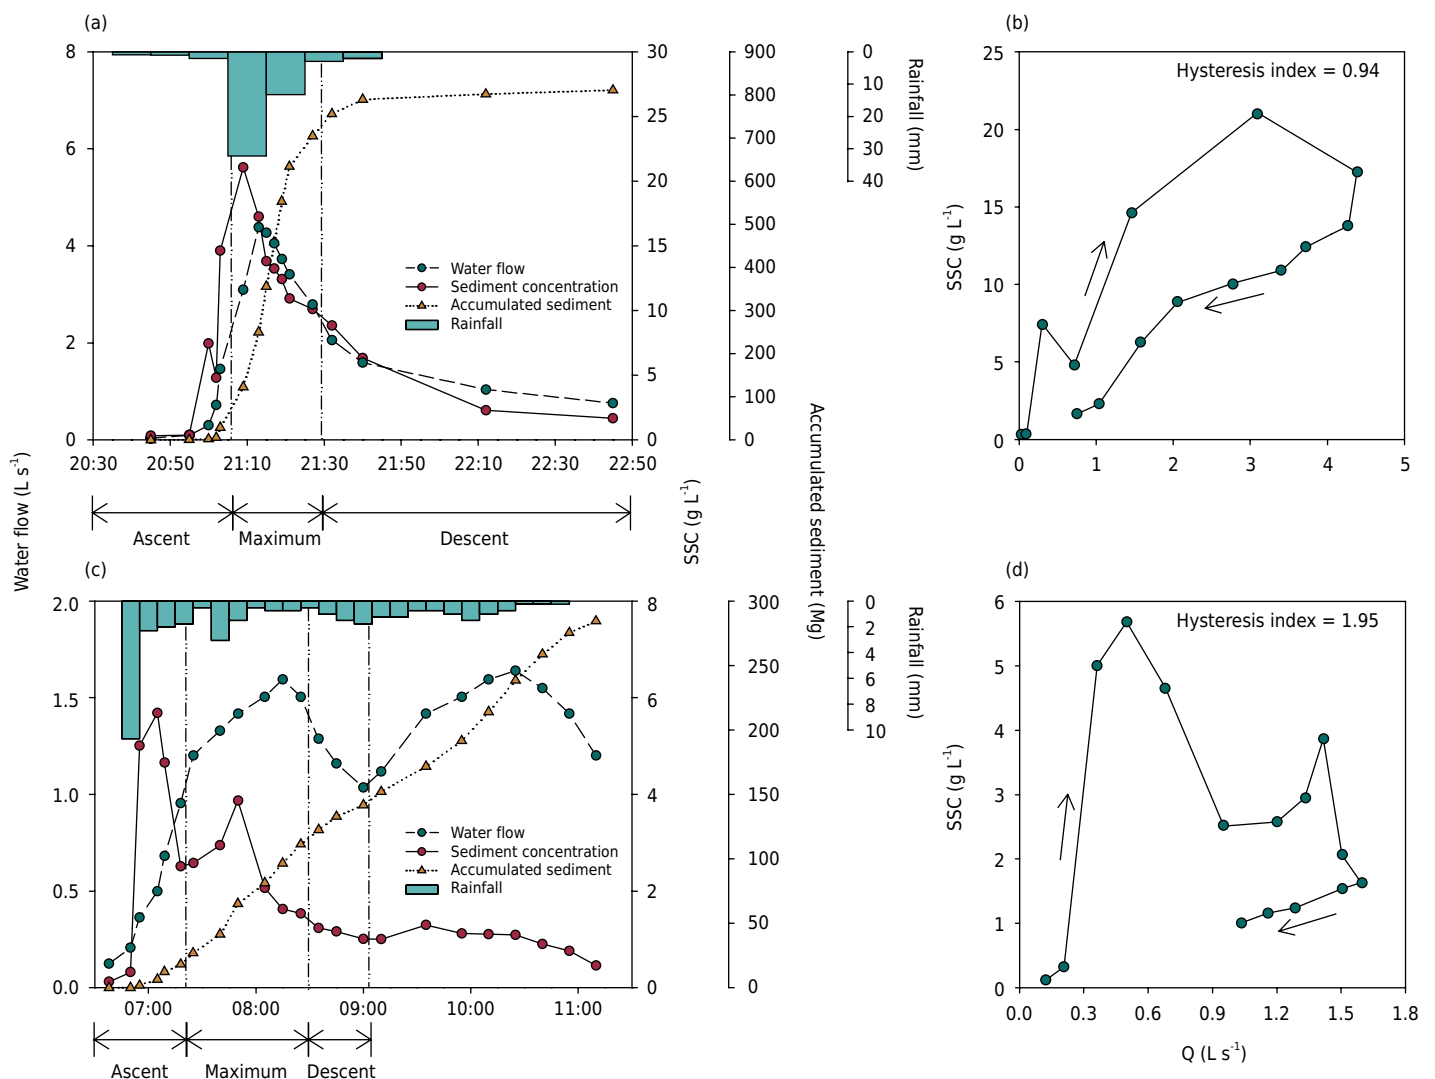 (a)
8
6
4
2
0
30
25
20
15
10
5
0
900
800
700
600
500
400
300
200
100
0
0
10
20
30
40
Rainfall (mm)
Water flow
Sediment concentration
Accumulated sediment
Rainfall
20:30 20:50 21:10 21:30 21:50 22:10 22:30 22:50
Ascent Maximum Descent
(b)
Hysteresis index = 0.94
25
20
15
10
5
0
SSC (g L-1)
0 1 2 3 4 5
Water flow (L s-1)
SSC (g L-1)
Accumulated sediment (Mg)
(c)
2.0
1.5
1.0
0.5
0.0
8
6
4
2
0
300
250
200
150
100
50
0
0
2
4
6
8
10
Rainfall (mm)
Water flow
Sediment concentration
Accumulated sediment
Rainfall
07:00 08:00 09:00 10:00 11:00
Ascent Maximum Descent
(d)
Hysteresis index = 1.95
6
5
4
3
2
1
0
SSC (g L-1)
0.0 0.3 0.6 0.9 1.2 1.5 1.8
Q (L s-1)